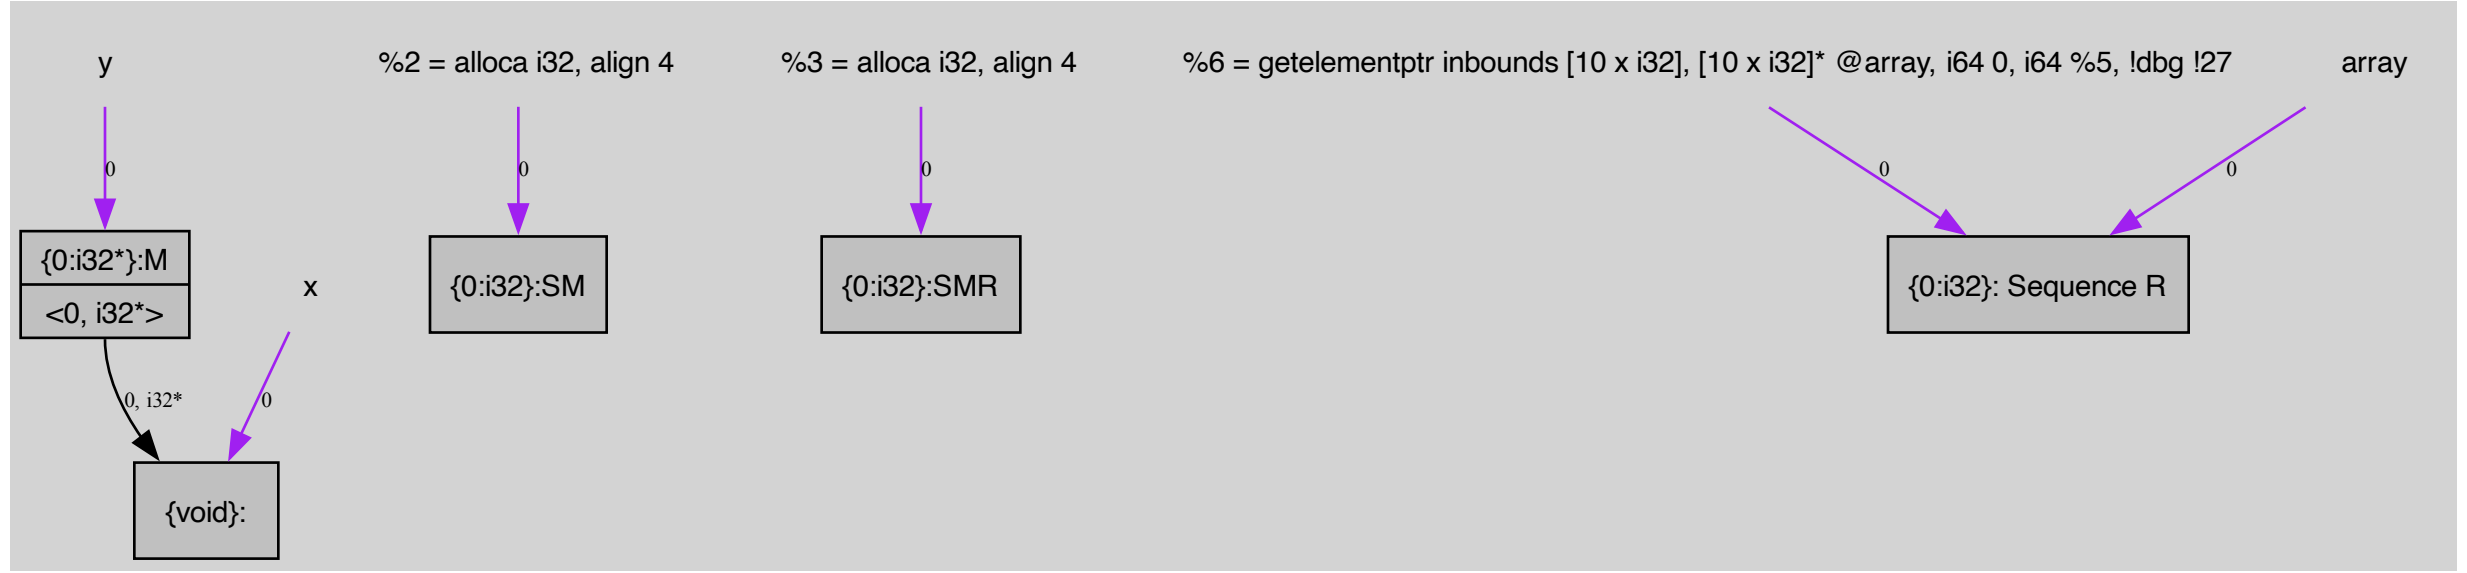 y
%2 = alloca i32, align 4
%3 = alloca i32, align 4
%6 = getelementptr inbounds [10 x i32], [10 x i32]* @array, i64 0, i64 %5, !dbg !27
array
0
0
0
0
0
{0:i32*}:M
<0, i32*>
x
{0:i32}:SM
{0:i32}:SMR
{0:i32}: Sequence R
0, i32*
0
{void}: